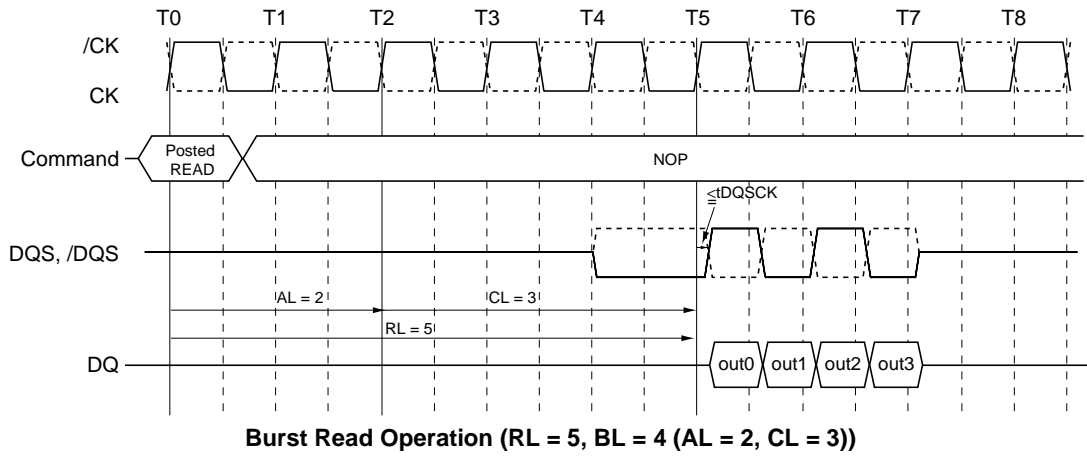 T0 T1 T2 T3 T4 T5 T6 T7 T8
/CK
CK
Command
Posted
READ
NOP
≦tDQSCK
DQS, /DQS
AL = 2
CL = 3
RL = 5
DQ
out0 out1 out2 out3
Burst Read Operation (RL = 5, BL = 4 (AL = 2, CL = 3))